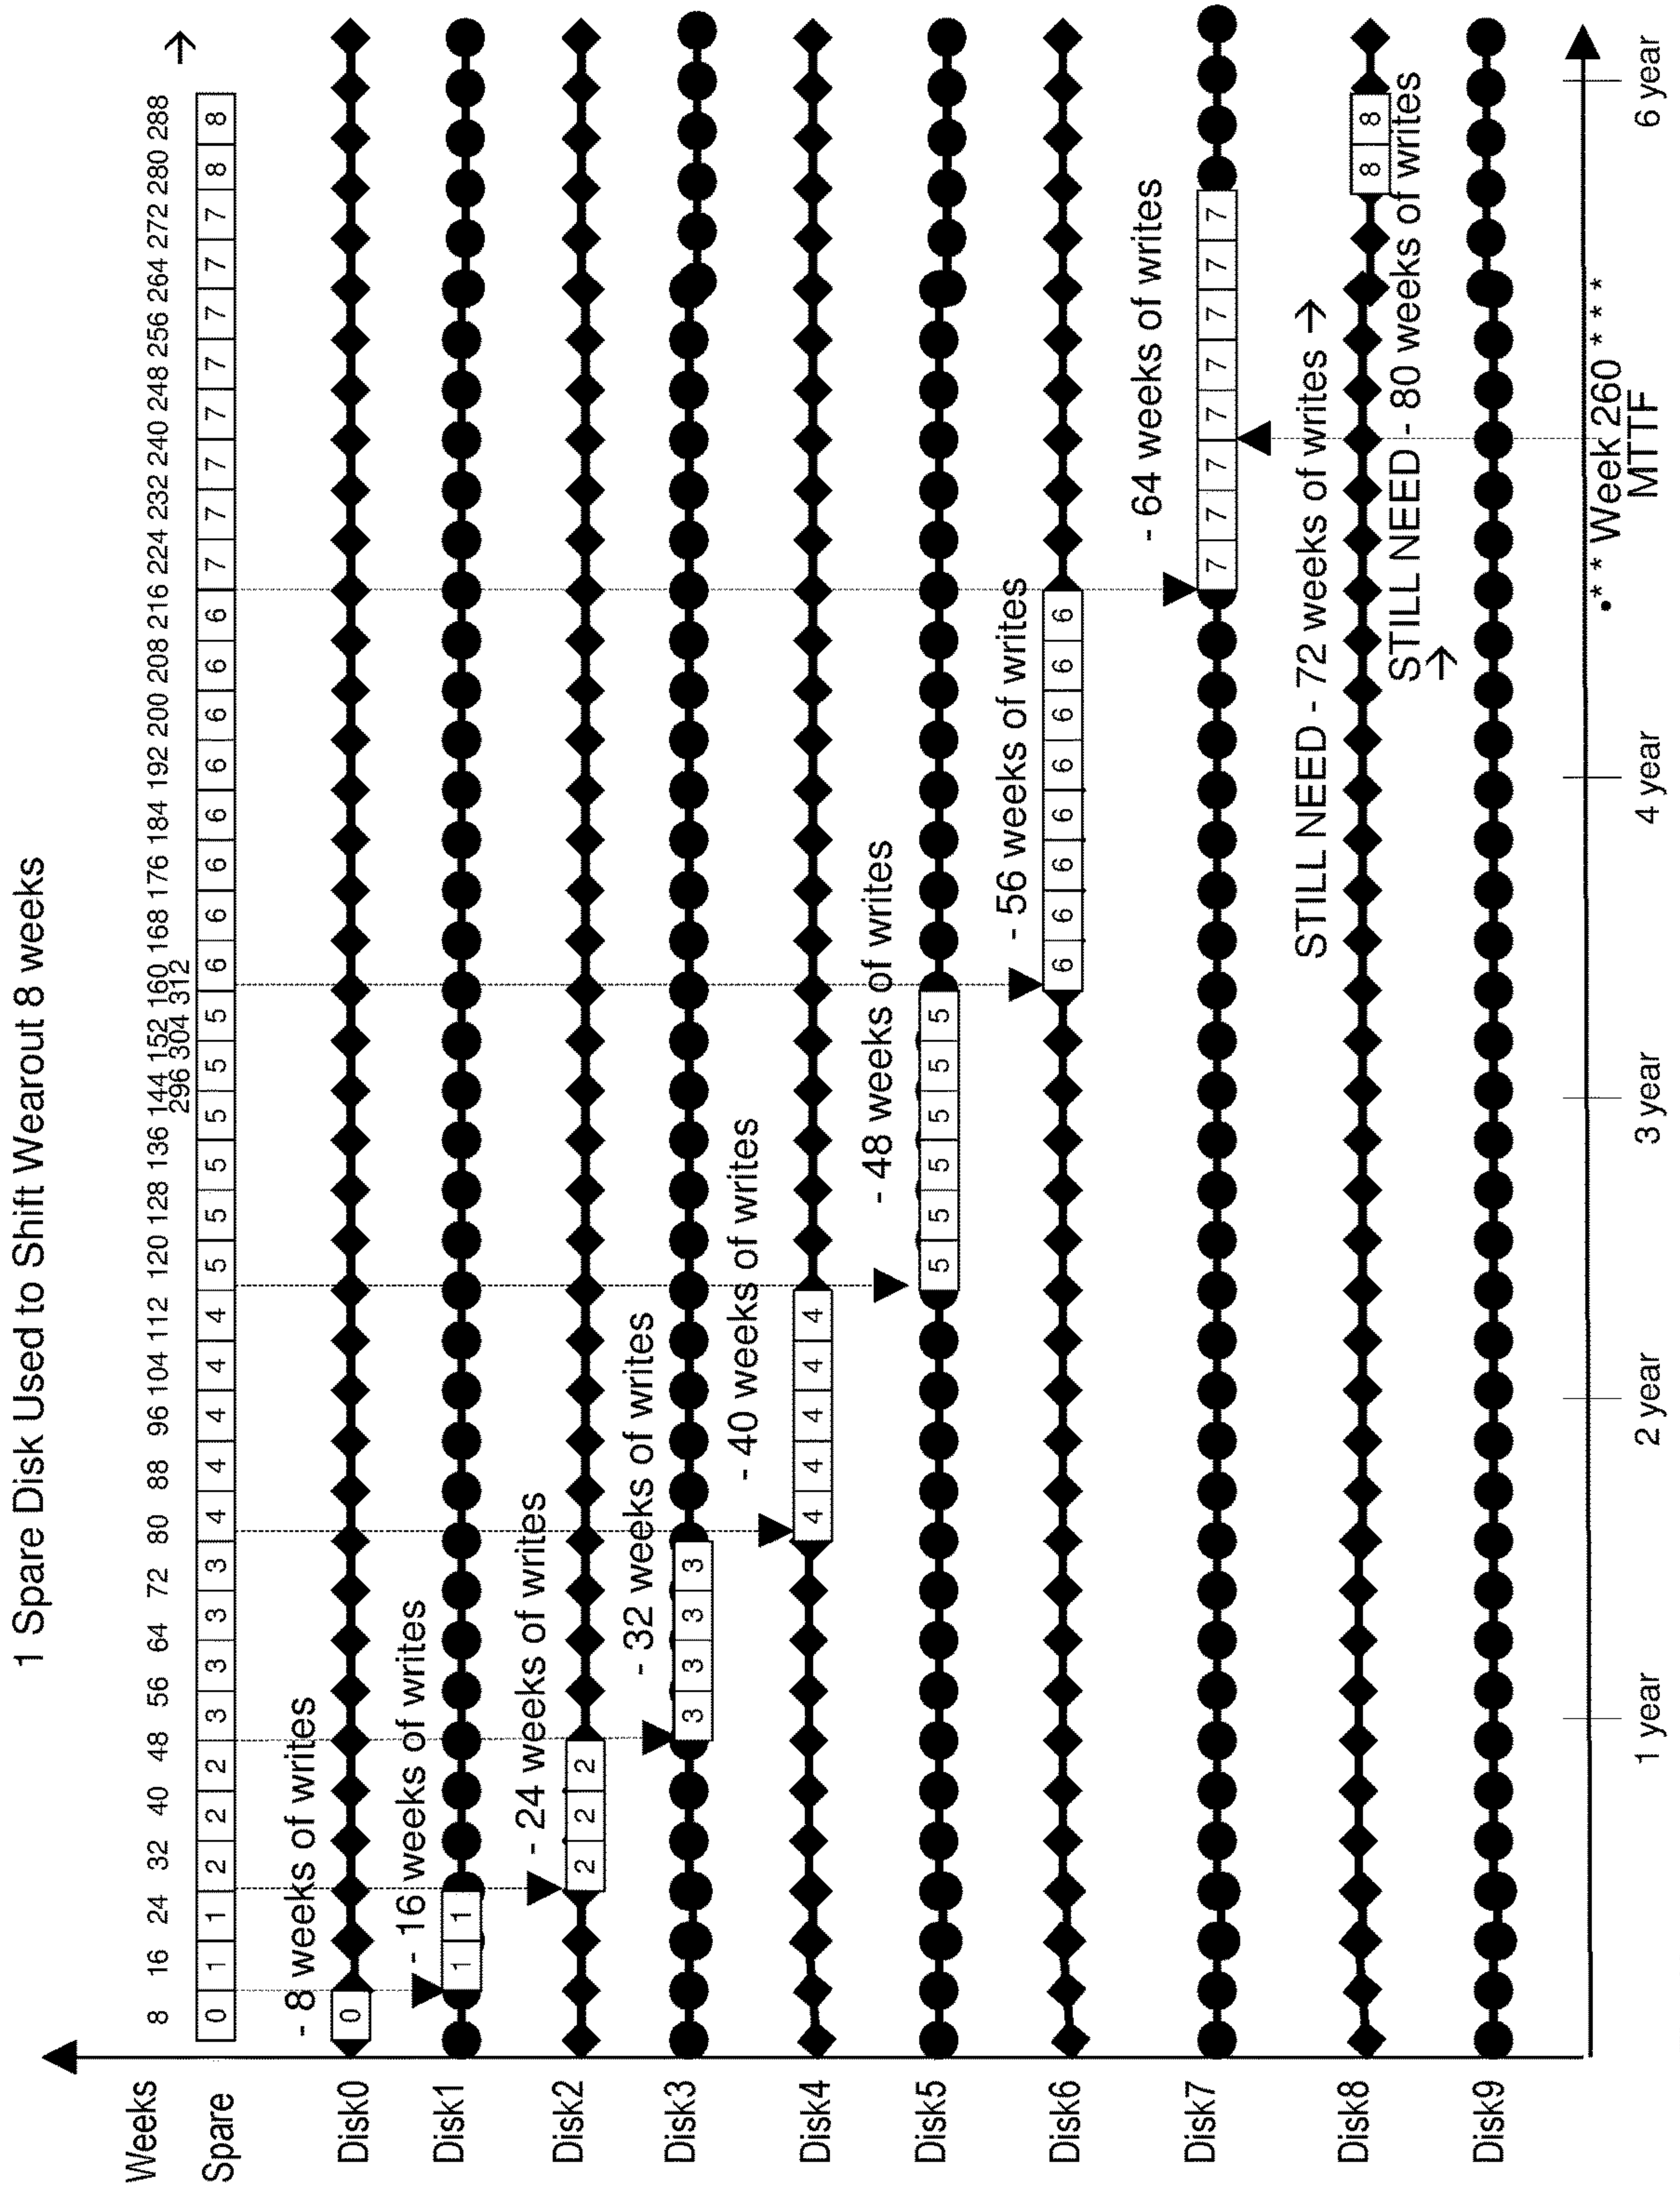 1 Spare Disk Used to Shift Wearout 8 weeks
Weeks 8 16 24 32 40 48 56 64 72 80 88 96 104 112 120 128 136 144 152 160 168 176 184 192 200 208 216 224 232 240 248 256 264 272 280 288
296 304 312
→
Spare 0 1 1 2 2 2 3 3 3 3 4 4 4 4 4 5 5 5 5 5 5 6 6 6 6 6 6 6 6 7 7 7 7 7 7 7 7 8 8
- 8 weeks of writes
Disk0 0
- 16 weeks of writes
Disk1 1 1
- 24 weeks of writes
Disk2 2 2 2
- 32 weeks of writes
Disk3 3 3 3 3
- 40 weeks of writes
Disk4 4 4 4 4 4
- 48 weeks of writes
Disk5 5 5 5 5 5 5
- 56 weeks of writes
Disk6 6 6 6 6 6 6 6 6
- 64 weeks of writes
Disk7 7 7 7 7 7 7 7 7
STILL NEED - 72 weeks of writes →
Disk8 8 8
STILL NEED - 80 weeks of writes
→
Disk9
•* * Week 260 * * *
MTTF
1 year 2 year 3 year 4 year 6 year